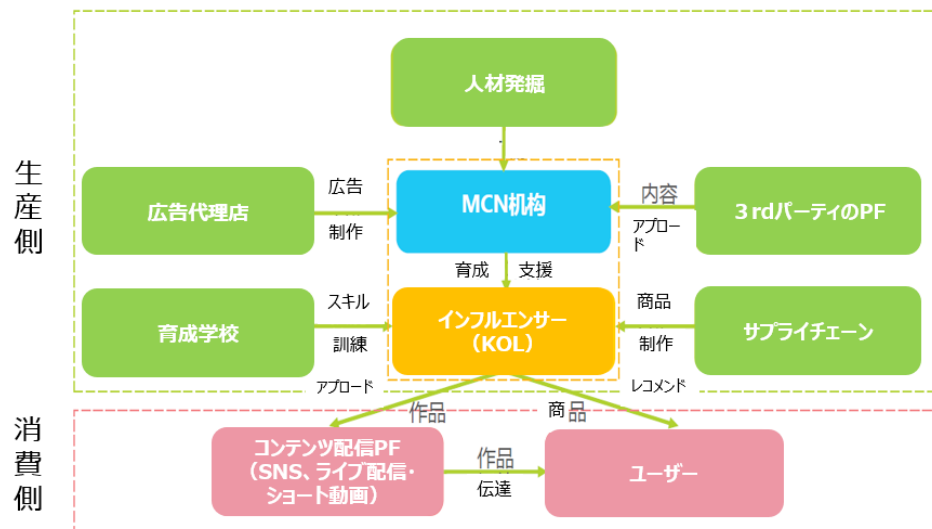 人材発掘
生産側
広告代理店
広告
制作
MCN机构
内容
アプロー
ド
3rdパーティのPF
育成 支援
育成学校
スキル
訓練
インフルエンサー
（KOL）
商品
制作
サプライチェーン
アプロード
レコメンド
作品
商品
消費側
コンテンツ配信PF
（SNS、ライブ配信・
ショート動画）
作品
伝達
ユーザー